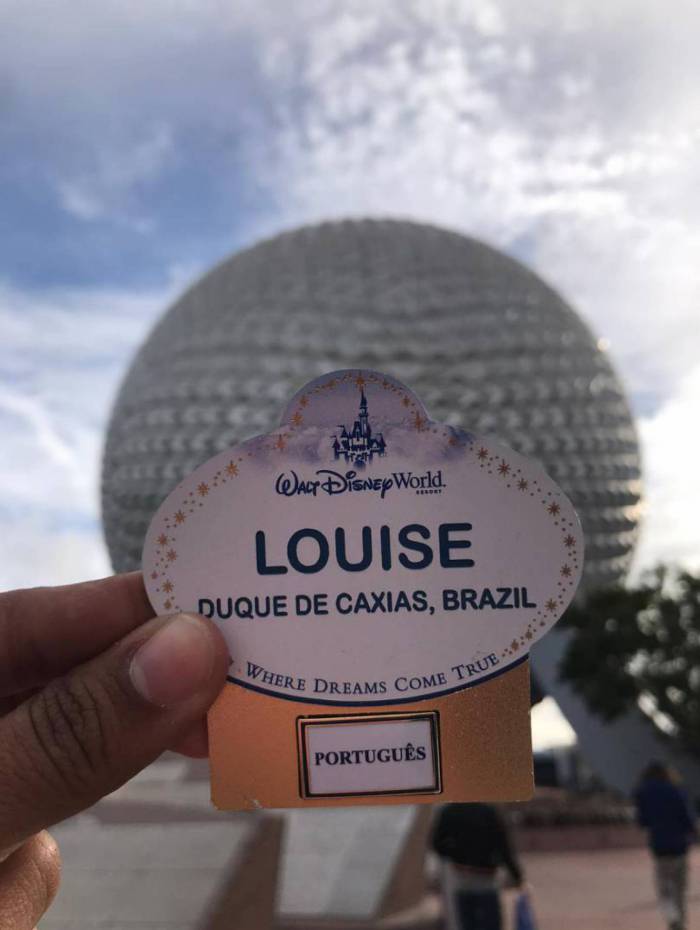 WALT DISNEY World.
RESORT
LOUISE
DUQUE DE CAXIAS, BRAZIL
WHERE DREAMS COME TRUE
PORTUGUÊS